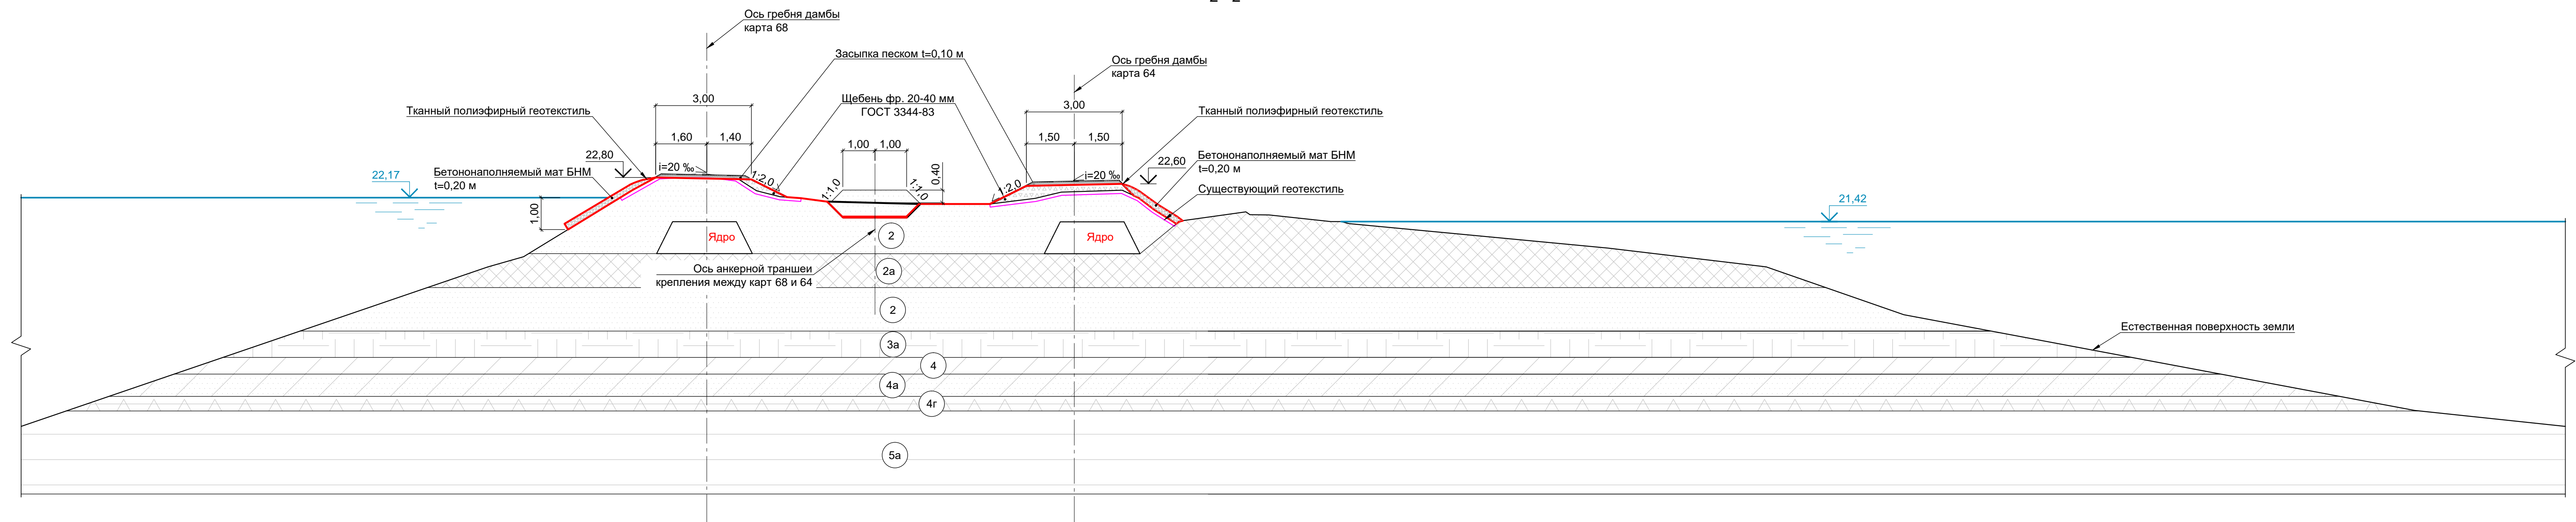 Ось гребня дамбы
карта 68
Засыпка песком t=0,10 м
Ось гребня дамбы
карта 64
3,00
Щебень фр. 20-40 мм
ГОСТ 3344-83
3,00
Тканный полиэфирный геотекстиль
Тканный полиэфирный геотекстиль
1,60
1,40
1,00
1,00
1,50
1,50
22,80
i=20 ‰
1:2,0
1:1,0
1:1,0
0,40
1:2,0
i=20 ‰
22,60
Бетононаполняемый мат БНМ
t=0,20 м
Бетононаполняемый мат БНМ
t=0,20 м
Существующий геотекстиль
22,17
1,00
21,42
Ядро
2
Ядро
Ось анкерной траншеи
крепления между карт 68 и 64
2а
2
Естественная поверхность земли
3а
4
4а
4г
5а